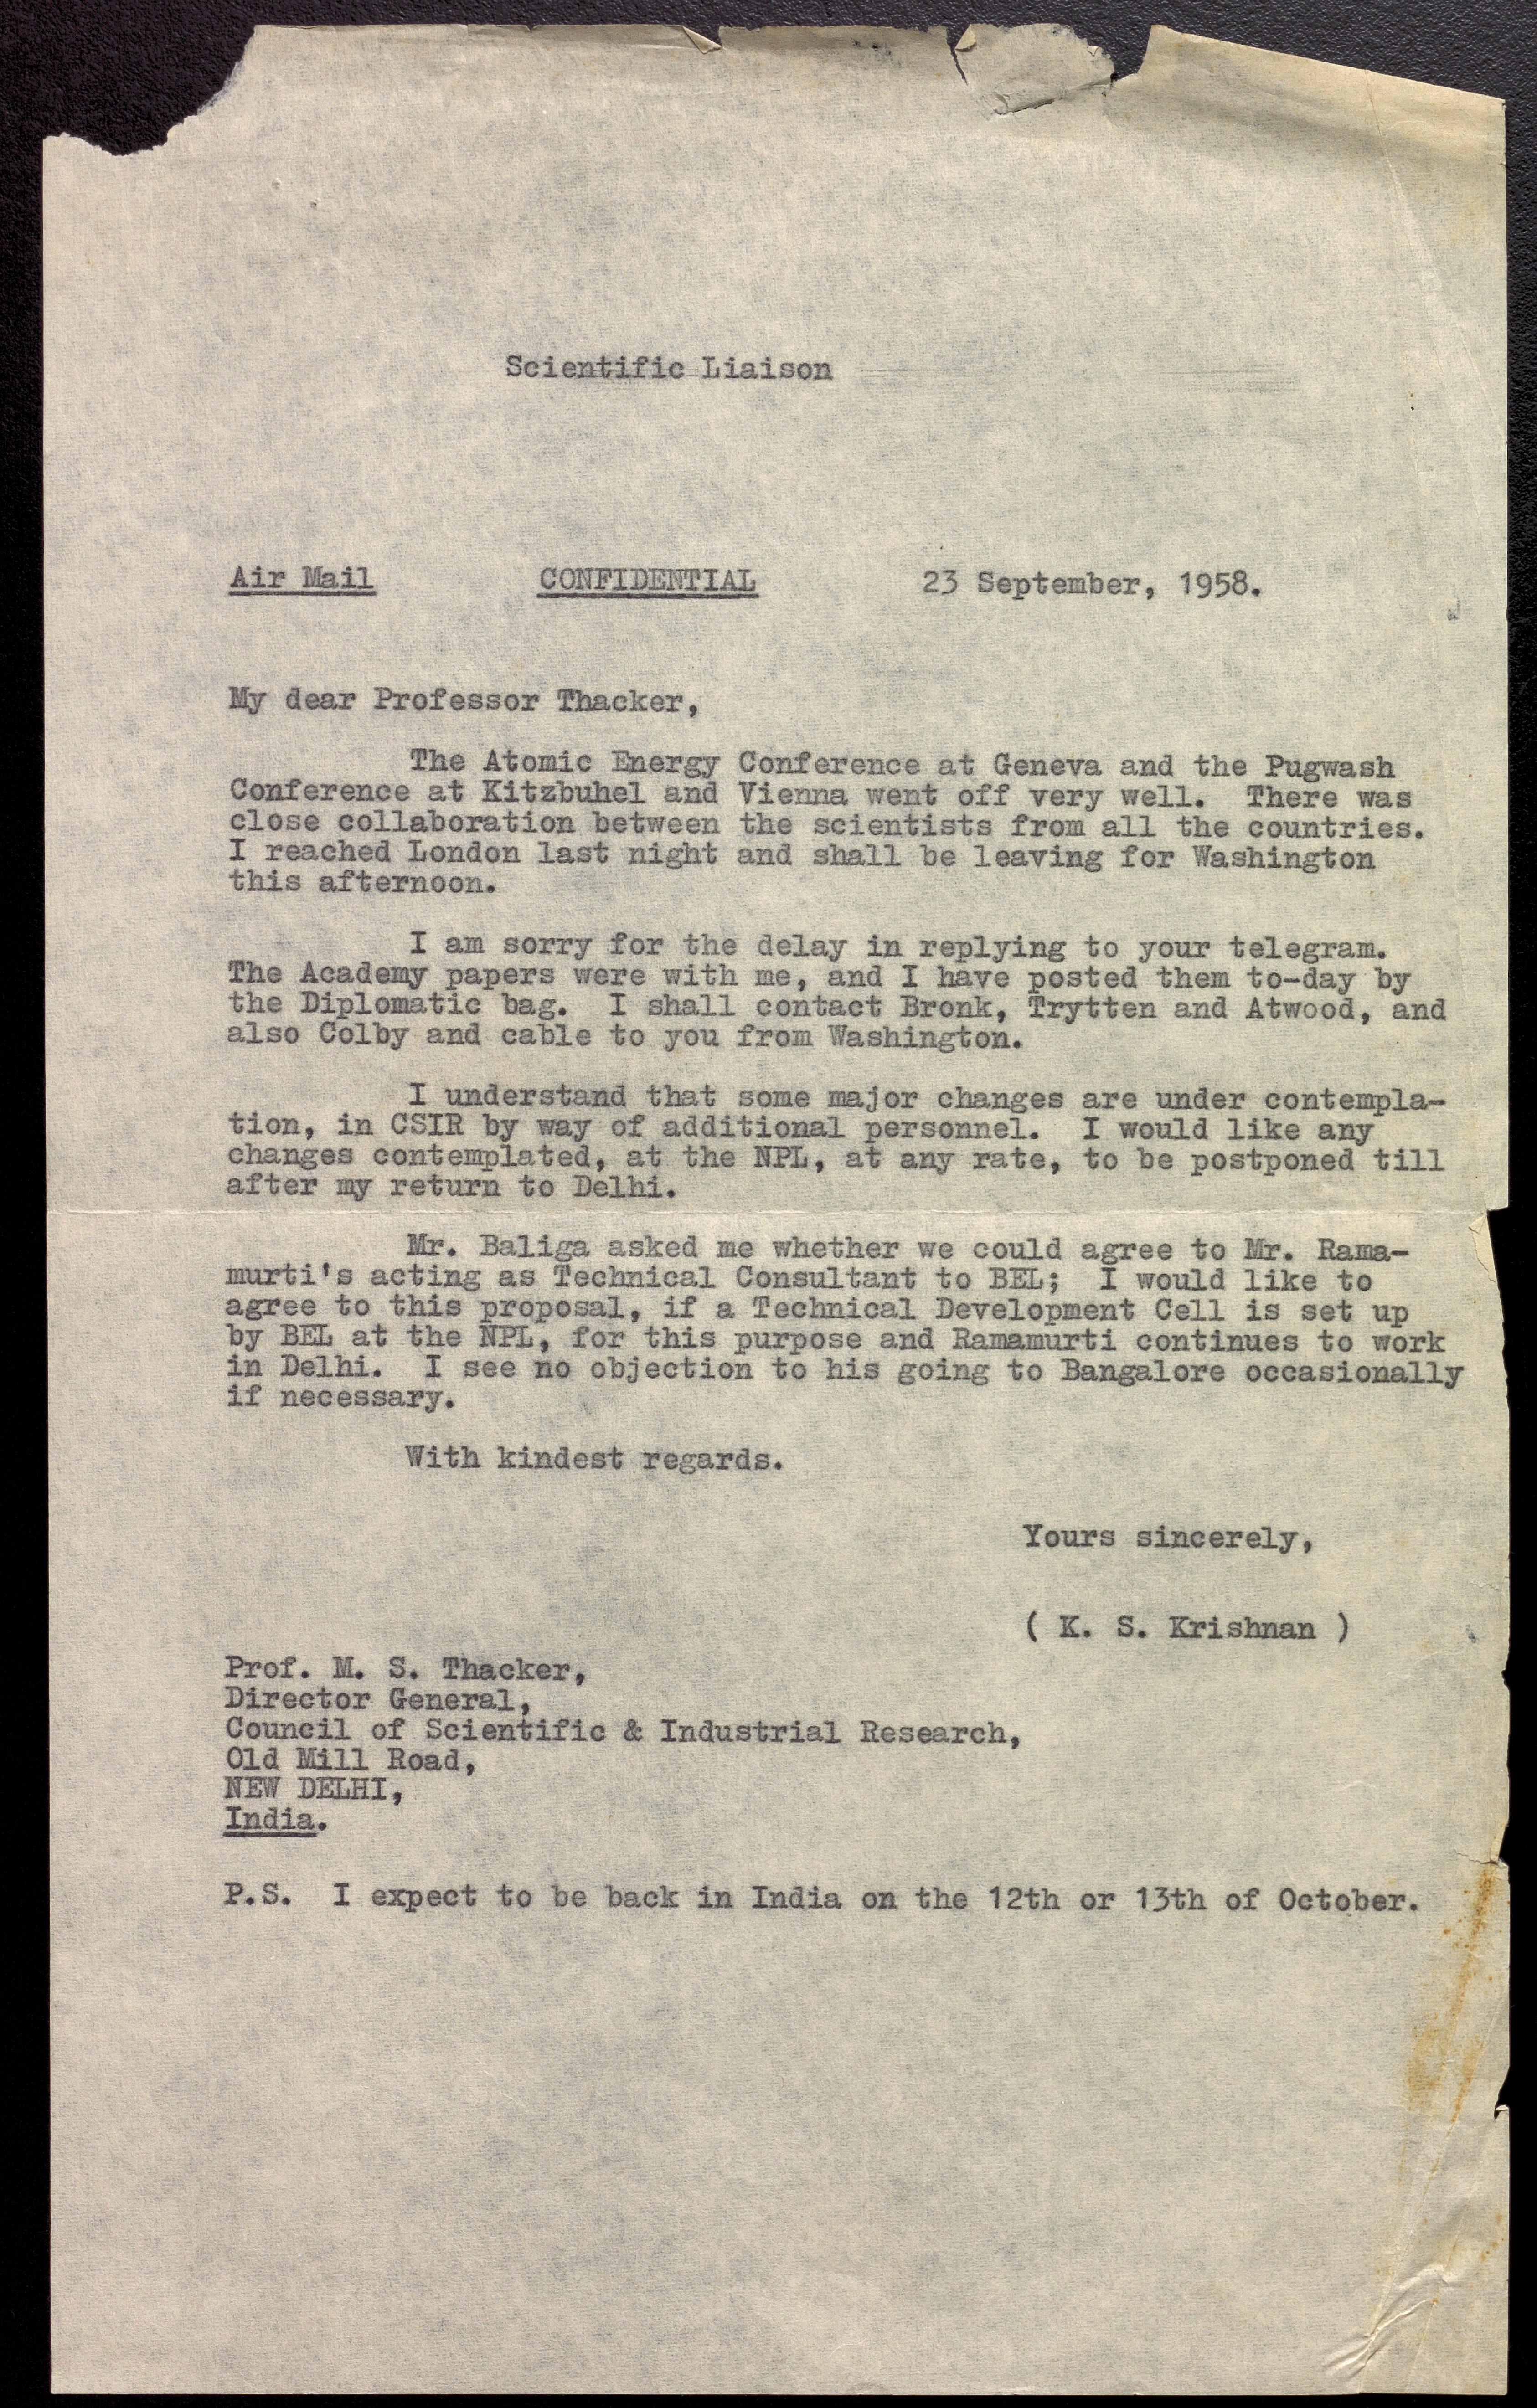 Scientific Liaison
Air Mail CONFIDENTIAL 23 September, 1958.
My dear Professor Thacker,
The Atomic Energy Conference at Geneva and the Pugwash
Conference at Kitzbuhel and Vienna went off very well. There was
close collaboration between the scientists from all the countries.
I reached London last night and shall be leaving for Washington
this afternoon.
I am sorry for the delay in replying to your telegram.
The Academy papers were with me, and I have posted them to-day by
the Diplomatic bag. I shall contact Bronk, Trytten and Atwood, and
also Colby and cable to you from Washington.
I understand that some major changes are under contempla-
tion, in CSIR by way of additional personnel. I would like any
changes contemplated, at the NPL, at any rate, to be postponed till
after my return to Delhi.
Mr. Baliga asked me whether we could agree to Mr. Rama-
murti's acting as Technical Consultant to BEL; I would like to
agree to this proposal, if a Technical Development Cell is set up
by BEL at the NPL, for this purpose and Ramamurti continues to work
in Delhi. I see no objection to his going to Bangalore occasionally
if necessary.
With kindest regards.
Yours sincerely,
( K. S. Krishnan )
Prof. M. S. Thacker,
Director General,
Council of Scientific & Industrial Research,
Old Mill Road,
NEW DELHI,
India.
P.S. I expect to be back in India on the 12th or 13th of October.